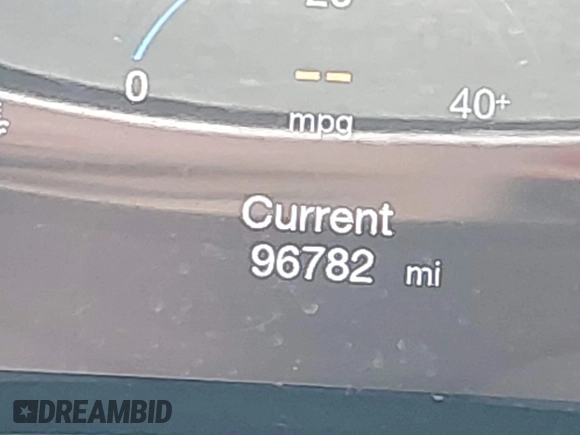 0
--
mpg
40+
Current
96782 mi
DREAMBID